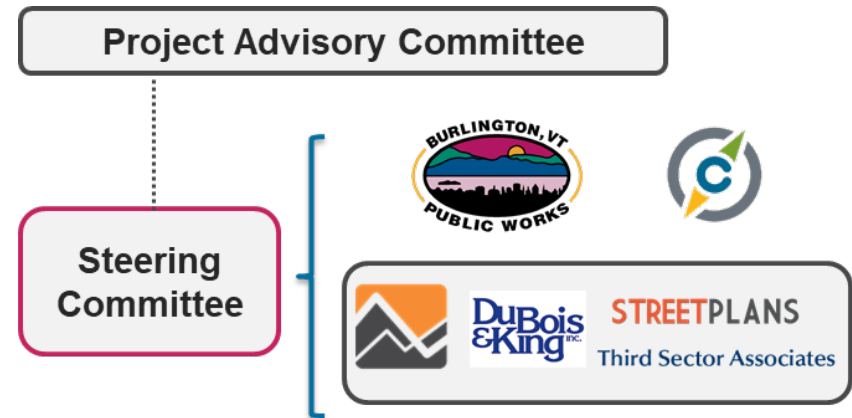 Project Advisory Committee
BURLINGTON, VT
PUBLIC WORKS
C
Steering
Committee
DuBois
&King inc.
STREETPLANS
Third Sector Associates